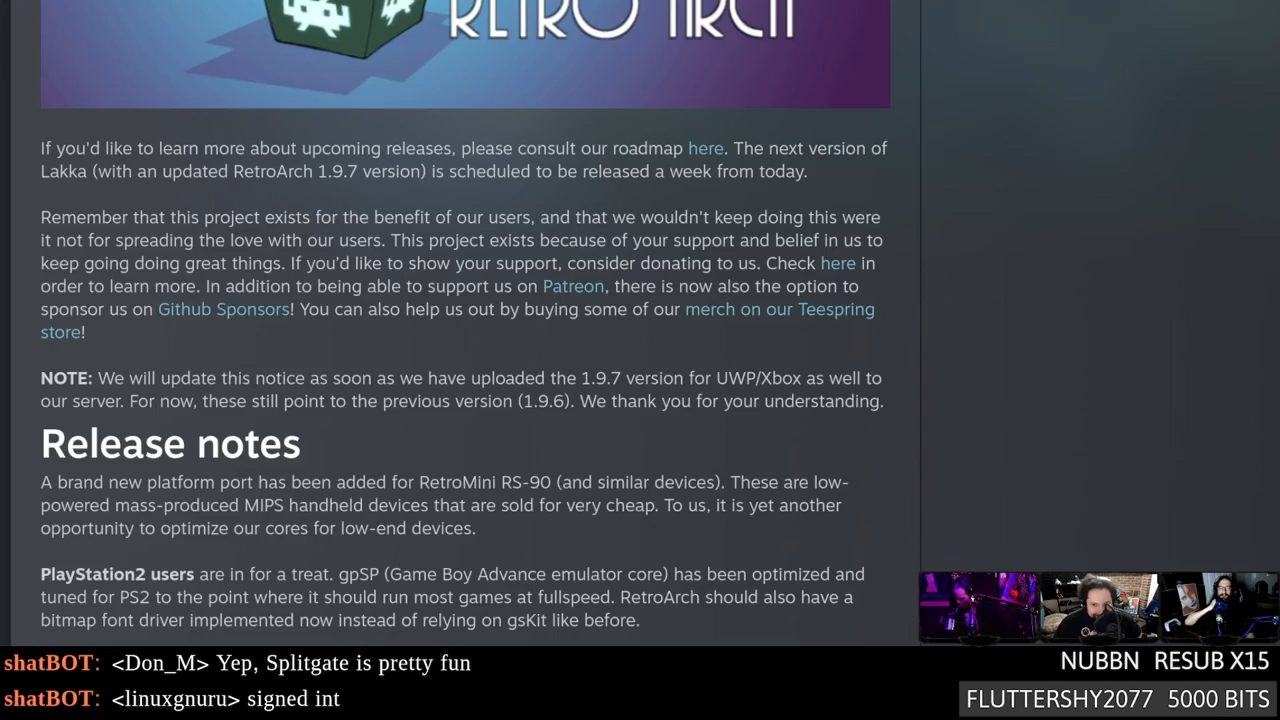 RETRO ARCH
If you'd like to learn more about upcoming releases, please consult our roadmap here. The next version of
Lakka (with an updated RetroArch 1.9.7 version) is scheduled to be released a week from today.
Remember that this project exists for the benefit of our users, and that we wouldn't keep doing this were
it not for spreading the love with our users. This project exists because of your support and belief in us to
keep going doing great things. If you'd like to show your support, consider donating to us. Check here in
order to learn more. In addition to being able to support us on Patreon, there is now also the option to
sponsor us on Github Sponsors! You can also help us out by buying some of our merch on our Teespring
store!
NOTE: We will update this notice as soon as we have uploaded the 1.9.7 version for UWP/Xbox as well to
our server. For now, these still point to the previous version (1.9.6). We thank you for your understanding.
Release notes
A brand new platform port has been added for RetroMini RS-90 (and similar devices). These are low-
powered mass-produced MIPS handheld devices that are sold for very cheap. To us, it is yet another
opportunity to optimize our cores for low-end devices.
PlayStation2 users are in for a treat. gpSP (Game Boy Advance emulator core) has been optimized and
tuned for PS2 to the point where it should run most games at fullspeed. RetroArch should also have a
bitmap font driver implemented now instead of relying on gsKit like before.
shatBOT: <Don_M> Yep, Splitgate is pretty fun
shatBOT: <linuxgnuru> signed int
NUBBN RESUB X15
FLUTTERSHY2077 5000 BITS